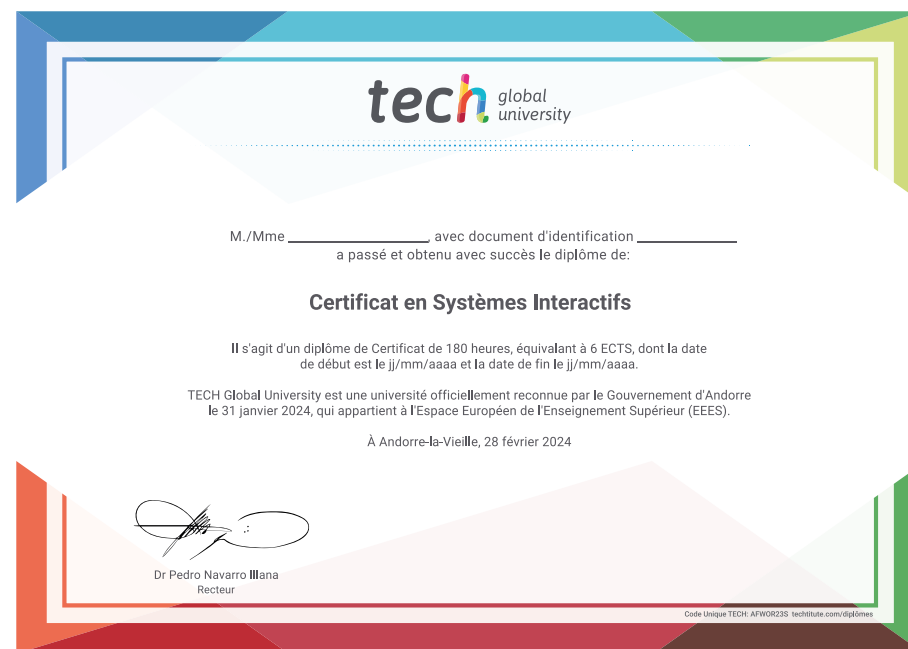 tech global university
M./Mme ____________, avec document d'identification ____________
a passé et obtenu avec succès le diplôme de:
Certificat en Systèmes Interactifs
Il s'agit d'un diplôme de Certificat de 180 heures, équivalant à 6 ECTS, dont la date
de début est le jj/mm/aaaa et la date de fin le jj/mm/aaaa.
TECH Global University est une université officiellement reconnue par le Gouvernement d'Andorre
le 31 janvier 2024, qui appartient à l'Espace Européen de l'Enseignement Supérieur (EEES).
À Andorre-la-Vieille, 28 février 2024
Dr Pedro Navarro Illana
Recteur
Code Unique TECH: AFWOR23S techtitute.com/diplômes